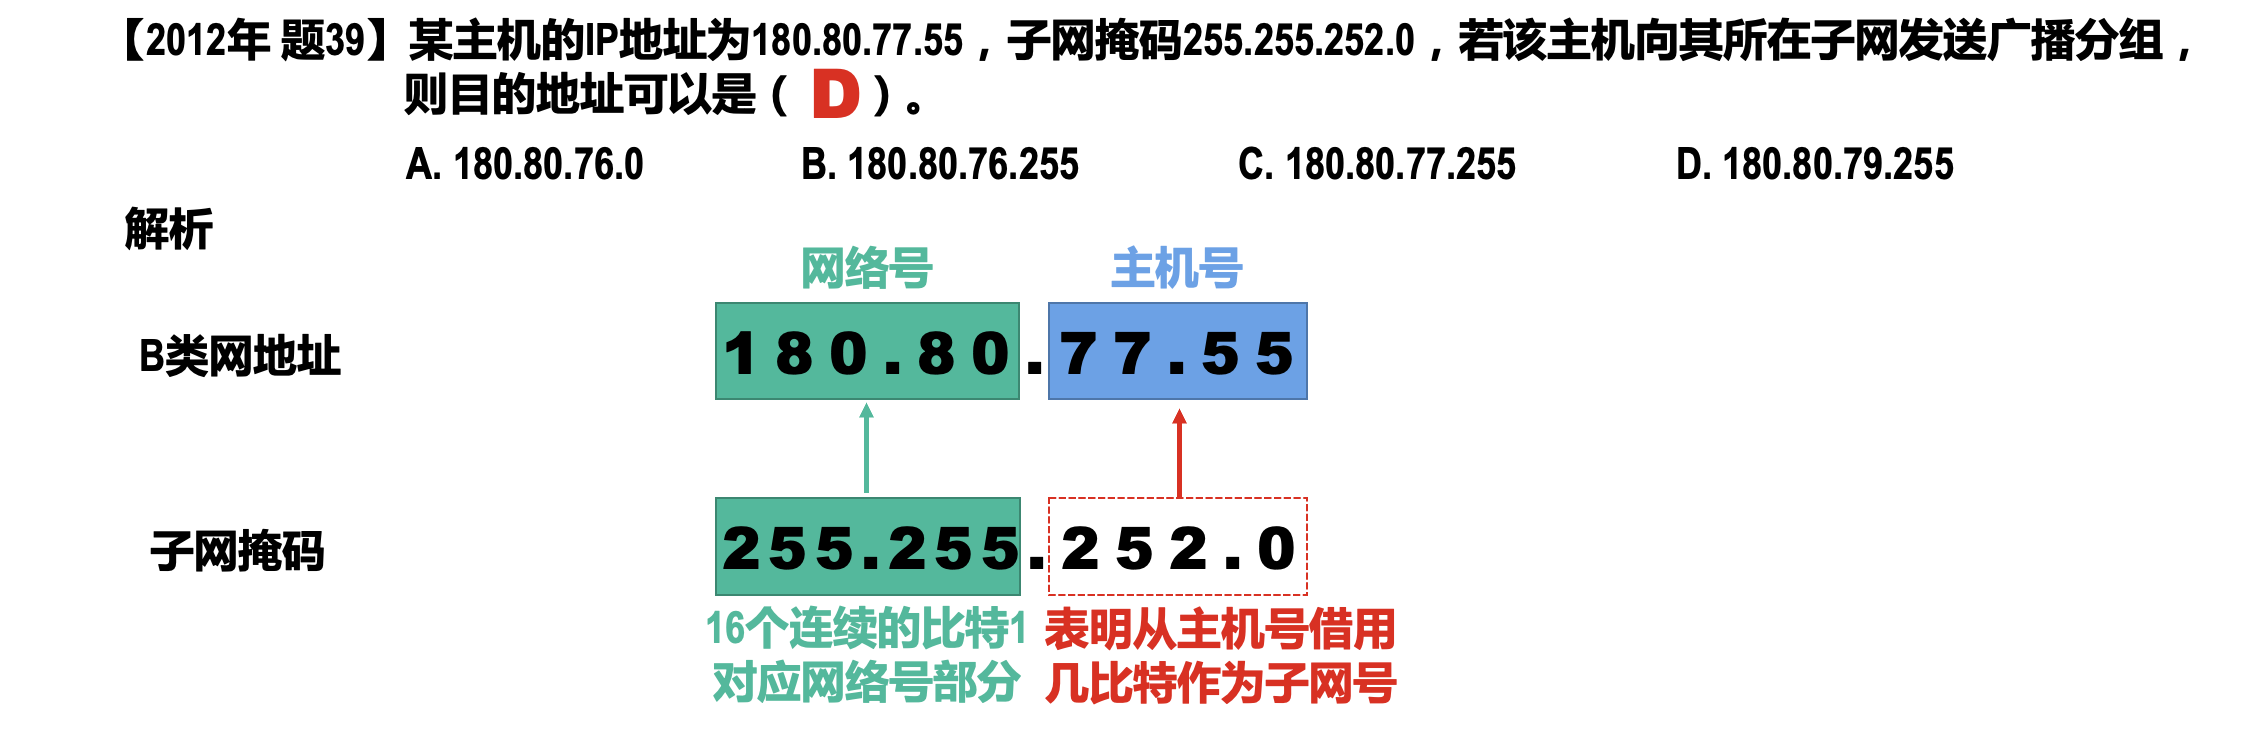 【2012年 题39】某主机的IP地址为180.80.77.55，子网掩码255.255.252.0，若该主机向其所在子网发送广播分组，
则目的地址可以是（ D ）。
A. 180.80.76.0 B. 180.80.76.255 C. 180.80.77.255 D. 180.80.79.255
解析
网络号 主机号
B类网地址 180.80.77.55
子网掩码 255.255.252.0
16个连续的比特1 表明从主机号借用
对应网络号部分 几比特作为子网号